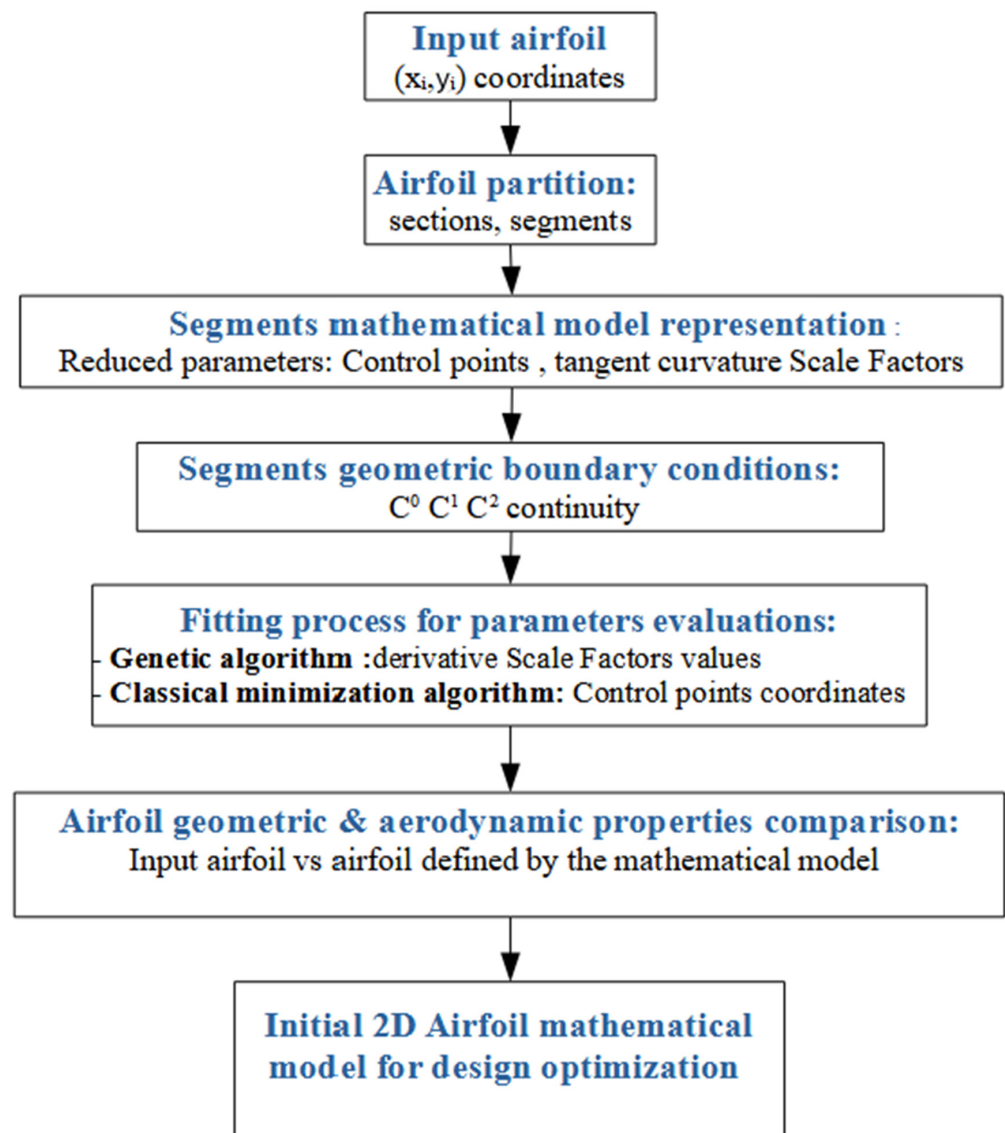 Input airfoil
(xᵢ,yᵢ) coordinates
Airfoil partition:
sections, segments
Segments mathematical model representation :
Reduced parameters: Control points , tangent curvature Scale Factors
Segments geometric boundary conditions:
C⁰ C¹ C² continuity
Fitting process for parameters evaluations:
- Genetic algorithm :derivative Scale Factors values
- Classical minimization algorithm: Control points coordinates
Airfoil geometric & aerodynamic properties comparison:
Input airfoil vs airfoil defined by the mathematical model
Initial 2D Airfoil mathematical
model for design optimization